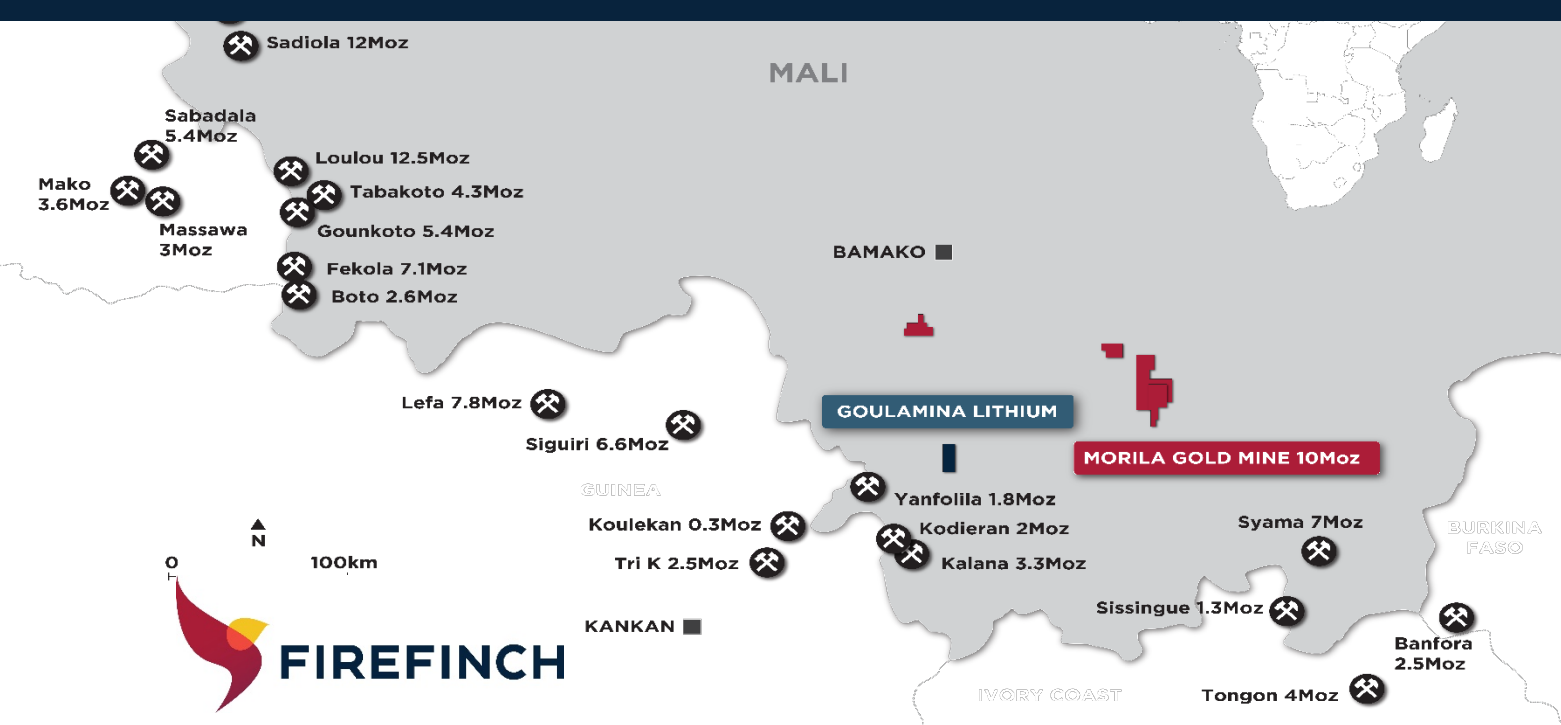 Sadiola 12Moz
MALI
Sabadala
5.4Moz
Loulou 12.5Moz
Mako
3.6Moz
Tabakoto 4.3Moz
Massawa
3Moz
Gounkoto 5.4Moz
BAMAKO
Fekola 7.1Moz
Boto 2.6Moz
Lefa 7.8Moz
GOULAMINA LITHIUM
Siguiri 6.6Moz
MORILA GOLD MINE 10Moz
GUINEA
Yanfolila 1.8Moz
Koulekan 0.3Moz
Kodieran 2Moz
Syama 7Moz
BURKINA
FASO
N
0
100km
Tri K 2.5Moz
Kalana 3.3Moz
Sissingue 1.3Moz
KANKAN
Banfora
2.5Moz
FIREFINCH
IVORY COAST
Tongon 4Moz